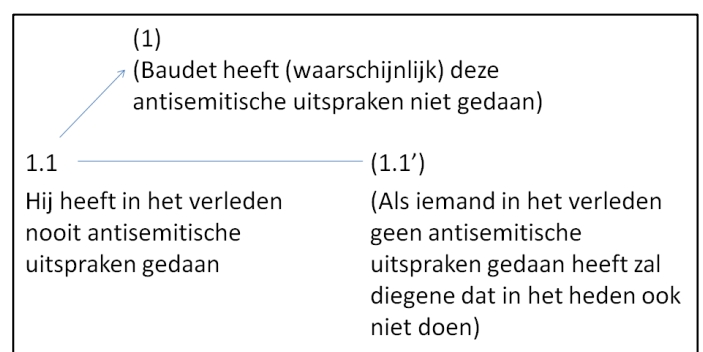 (1)
(Baudet heeft (waarschijnlijk) deze
antisemitische uitspraken niet gedaan)
1.1
Hij heeft in het verleden
nooit antisemitische
uitspraken gedaan
(1.1’)
(Als iemand in het verleden
geen antisemitische
uitspraken gedaan heeft zal
diegene dat in het heden ook
niet doen)